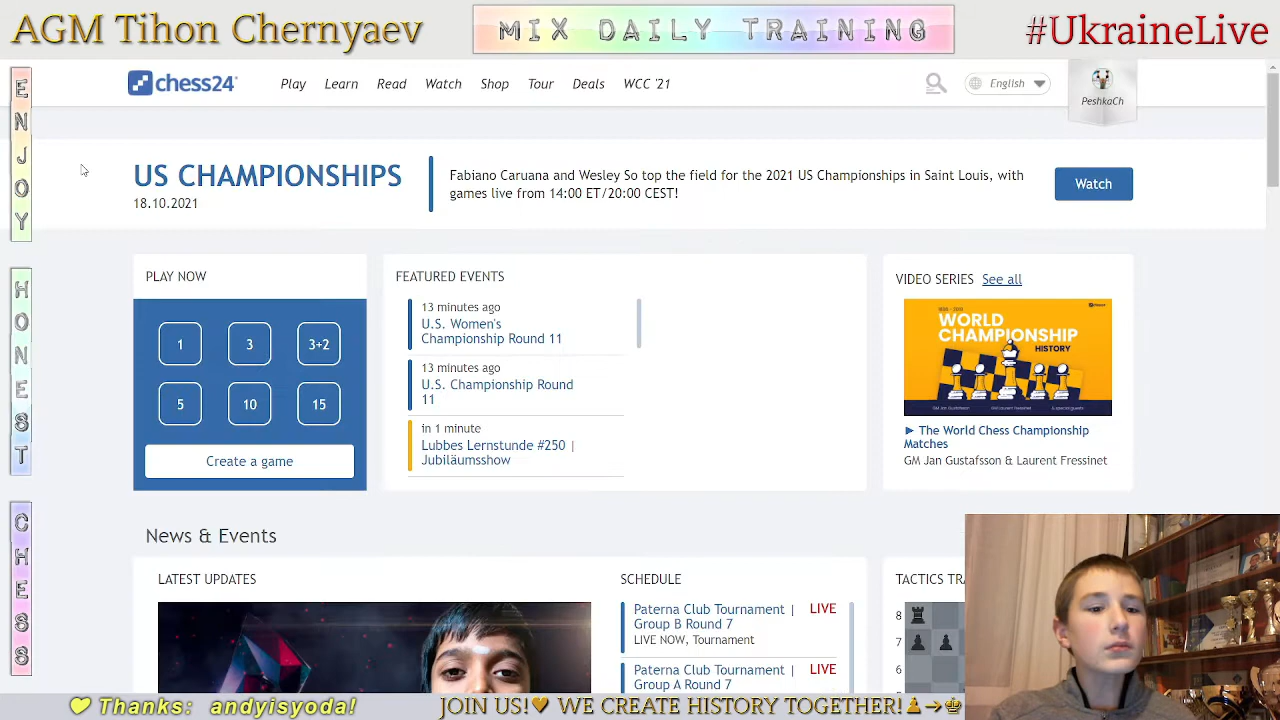 AGM Tihon Chernyaev
MIX DAILY TRAINING
#UkraineLive
ENJOY
HONEST
CHESS
chess24
Play Learn Read Watch Shop Tour Deals WCC '21
English
PeshkaCh
US CHAMPIONSHIPS
18.10.2021
Fabiano Caruana and Wesley So top the field for the 2021 US Championships in Saint Louis, with
games live from 14:00 ET/20:00 CEST!
Watch
PLAY NOW
1 3 3+2
5 10 15
Create a game
FEATURED EVENTS
13 minutes ago
U.S. Women's
Championship Round 11
13 minutes ago
U.S. Championship Round
11
in 1 minute
Lubbes Lernstunde #250 |
Jubiläumsshow
VIDEO SERIES See all
WORLD
CHAMPIONSHIP
HISTORY
The World Chess Championship
Matches
GM Jan Gustafsson & Laurent Fressinet
News & Events
LATEST UPDATES
SCHEDULE
Paterna Club Tournament | LIVE
Group B Round 7
LIVE NOW, Tournament
Paterna Club Tournament | LIVE
Group A Round 7
TACTICS TRA
8
7
6
Thanks: andyisyoda!
JOIN US! WE CREATE HISTORY TOGETHER!